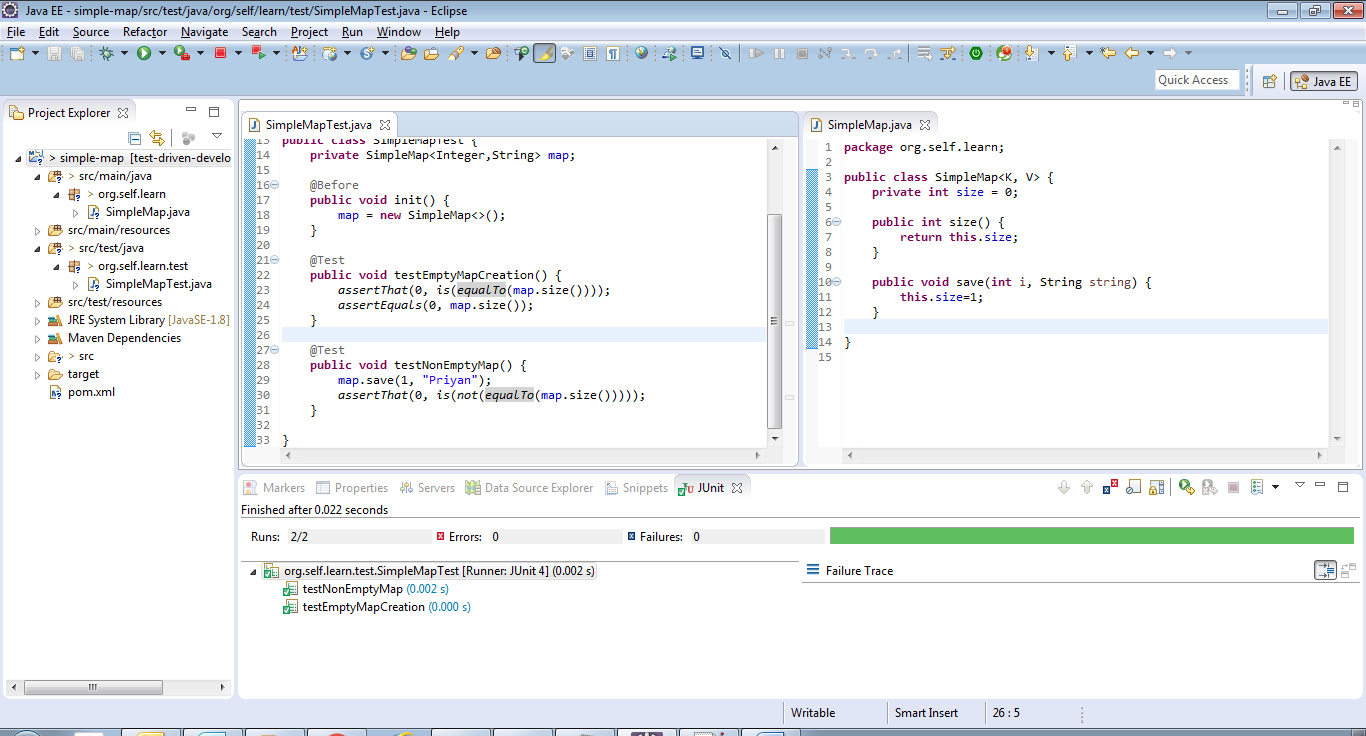 Java EE - simple-map/src/test/java/org/self/learn/test/SimpleMapTest.java - Eclipse
File Edit Source Refactor Navigate Search Project Run Window Help
Quick Access
Java EE
Project Explorer
> simple-map [test-driven-develo
> src/main/java
> org.self.learn
SimpleMap.java
src/main/resources
> src/test/java
> org.self.learn.test
SimpleMapTest.java
src/test/resources
JRE System Library [JavaSE-1.8]
Maven Dependencies
> src
target
pom.xml
SimpleMapTest.java
13 public class SimpleMapTest {
14 private SimpleMap<Integer,String> map;
15
16 @Before
17 public void init() {
18 map = new SimpleMap<>();
19 }
20
21 @Test
22 public void testEmptyMapCreation() {
23 assertThat(0, is(equalTo(map.size())));
24 assertEquals(0, map.size());
25 }
26
27 @Test
28 public void testNonEmptyMap() {
29 map.save(1, "Priyan");
30 assertThat(0, is(not(equalTo(map.size()))));
31 }
32
33 }
SimpleMap.java
1 package org.self.learn;
2
3 public class SimpleMap<K, V> {
4 private int size = 0;
5
6 public int size() {
7 return this.size;
8 }
9
10 public void save(int i, String string) {
11 this.size=1;
12 }
13
14 }
15
Markers Properties Servers Data Source Explorer Snippets JUnit
Finished after 0.022 seconds
Runs: 2/2 Errors: 0 Failures: 0
org.self.learn.test.SimpleMapTest [Runner: JUnit 4] (0.002 s)
testNonEmptyMap (0.002 s)
testEmptyMapCreation (0.000 s)
Failure Trace
Writable Smart Insert 26 : 5